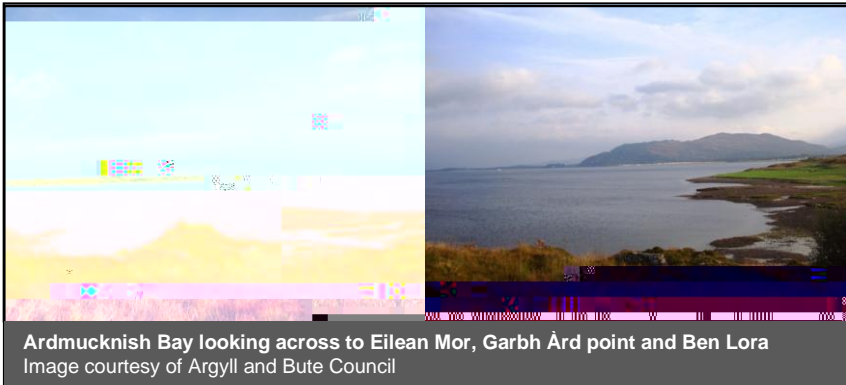 Ardmucknish Bay looking across to Eilean Mor, Garbh Àrd point and Ben Lora
Image courtesy of Argyll and Bute Council